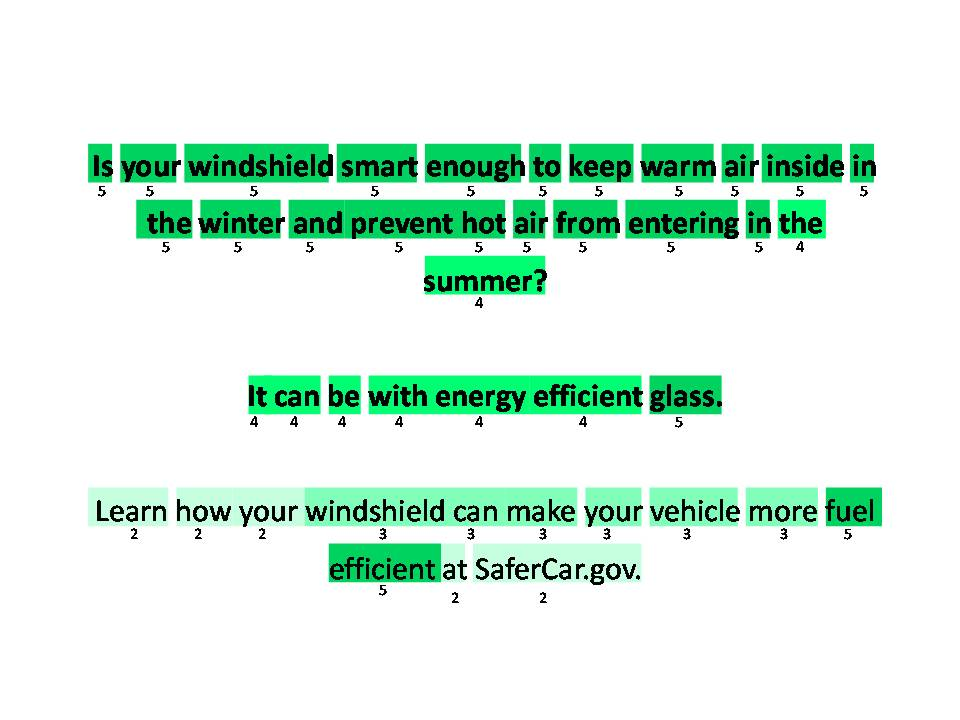 Is your windshield smart enough to keep warm air inside in
5 5 5 5 5 5 5 5 5 5 5
the winter and prevent hot air from entering in the
5 5 5 5 5 5 5 5 5 4
summer?
4
It can be with energy efficient glass.
4 4 4 4 4 4 5
Learn how your windshield can make your vehicle more fuel
2 2 2 3 3 3 3 3 3 5
efficient at SaferCar.gov.
5 2 2